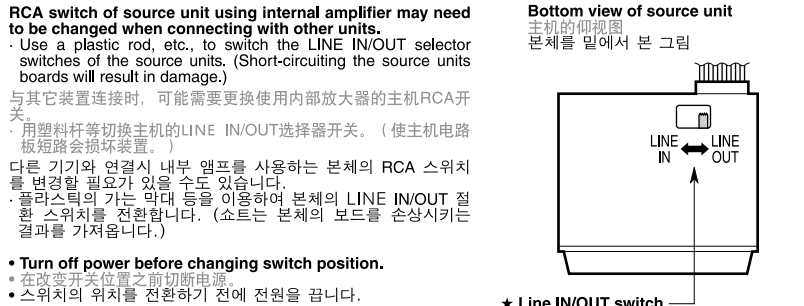 RCA switch of source unit using internal amplifier may need
to be changed when connecting with other units.
· Use a plastic rod, etc., to switch the LINE IN/OUT selector
switches of the source units. (Short-circuiting the source units
boards will result in damage.)
与其它装置连接时，可能需要更换使用内部放大器的主机RCA开
关。
· 用塑料杆等切换主机的LINE IN/OUT选择器开关。（使主机电路
板短路会损坏装置。）
다른 기기와 연결시 내부 앰프를 사용하는 본체의 RCA 스위치
를 변경할 필요가 있을 수도 있습니다.
· 플라스틱의 가는 막대 등을 이용하여 본체의 LINE IN/OUT 절
환 스위치를 전환합니다. (쇼트는 본체의 보드를 손상시키는
결과를 가져옵니다.)
• Turn off power before changing switch position.
• 在改变开关位置之前切断电源。
• 스위치의 위치를 전환하기 전에 전원을 끕니다.
Bottom view of source unit
主机的仰视图
본체를 밑에서 본 그림
LINE IN
LINE OUT
★ Line IN/OUT switch